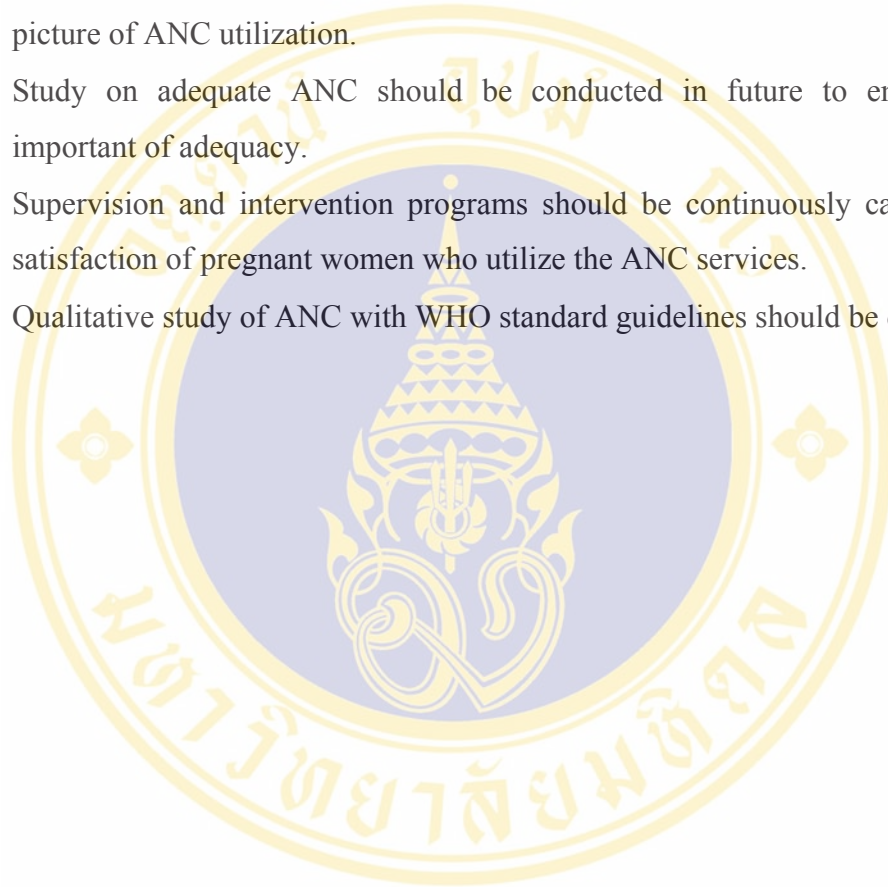 picture of ANC utilization.
Study on adequate ANC should be conducted in future to
important of adequacy.
Supervision and intervention programs should be continuously
satisfaction of pregnant women who utilize the ANC services.
Qualitative study of ANC with WHO standard guidelines should be
มหาวิทยาลัยมหิดล